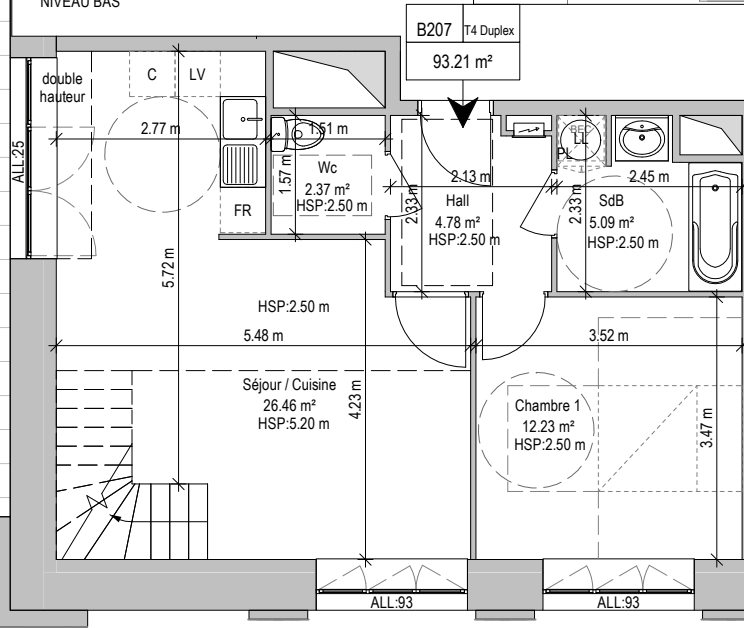 NIVEAU BAS
B207
T4 Duplex
93.21 m²
double
hauteur
C
LV
2.77 m
1.51 m
Wc
2.37 m²
HSP:2.50 m
1.57 m
FR
ALL:25
2.13 m
Hall
4.78 m²
HSP:2.50 m
2.33 m
BEC
LL
PL
2.45 m
SdB
5.09 m²
HSP:2.50 m
2.33 m
5.72 m
HSP:2.50 m
5.48 m
3.52 m
Séjour / Cuisine
26.46 m²
HSP:5.20 m
4.23 m
Chambre 1
12.23 m²
HSP:2.50 m
3.47 m
ALL:93
ALL:93